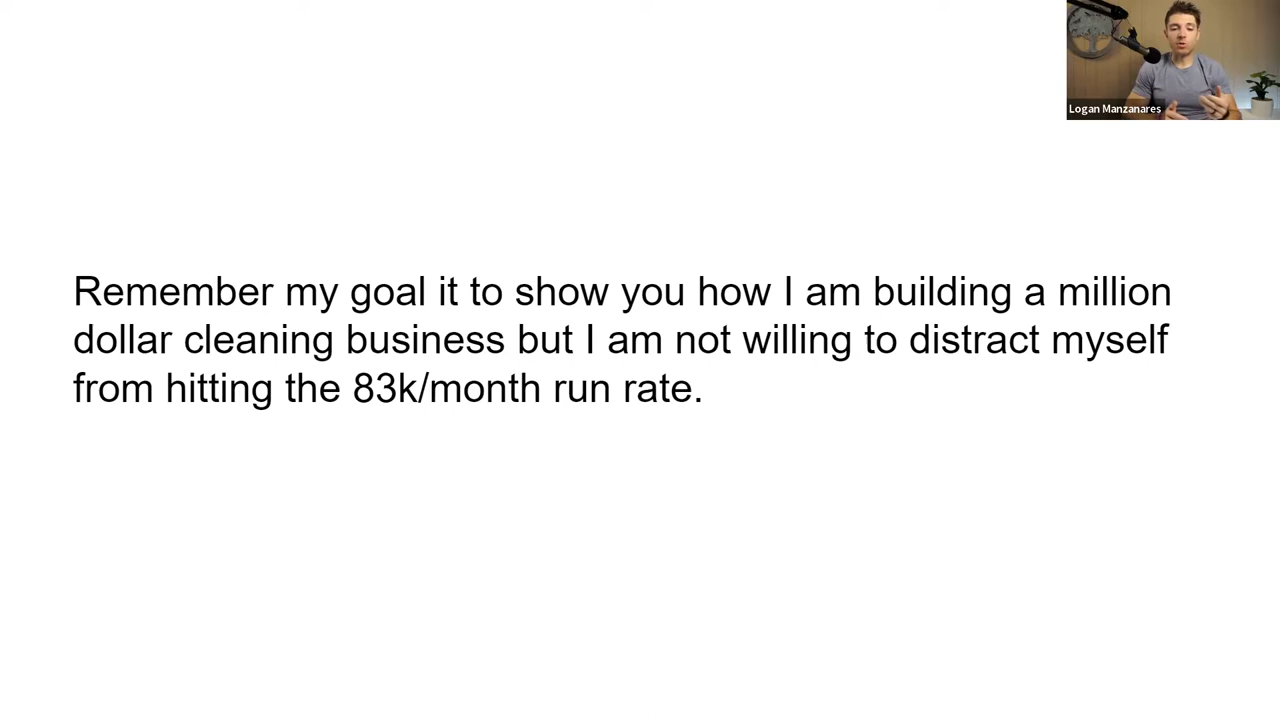 Logan Manzanares
Remember my goal it to show you how I am building a million
dollar cleaning business but I am not willing to distract myself
from hitting the 83k/month run rate.